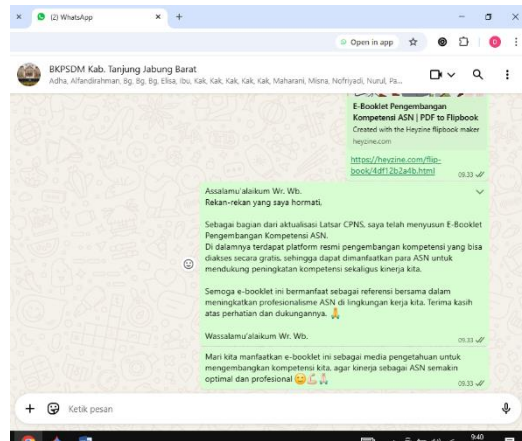 (2) WhatsApp
Open in app
BKPSDM Kab. Tanjung Jabung Barat
Adha, Alfandirahman, Bg, Bg, Bg, Elisa, ibu, Kak, Kak, Kak, Kak, Kak, Maharani, Misna, Nofriyadi, Nurul, Pa...
E-Booklet Pengembangan
Kompetensi ASN | PDF to Flipbook
Created with the Heyzine flipbook maker
heyzine.com
https://heyzine.com/flip-
book/4df12b2a4b.html
09.33
Assalamu'alaikum Wr. Wb.
Rekan-rekan yang saya hormati,
Sebagai bagian dari aktualisasi Latsar CPNS, saya telah menyusun E-Booklet
Pengembangan Kompetensi ASN.
Di dalamnya terdapat platform resmi pengembangan kompetensi yang bisa
diakses secara gratis, sehingga dapat dimanfaatkan para ASN untuk
mendukung peningkatan kompetensi sekaligus kinerja kita.
Semoga e-booklet ini bermanfaat sebagai referensi bersama dalam
meningkatkan profesionalisme ASN di lingkungan kerja kita. Terima kasih
atas perhatian dan dukungannya. 🙏
Wassalamu'alaikum Wr. Wb.
09.33
Mari kita manfaatkan e-booklet ini sebagai media pengetahuan untuk
mengembangkan kompetensi kita, agar kinerja sebagai ASN semakin
optimal dan profesional
09.33
Ketik pesan
9:40